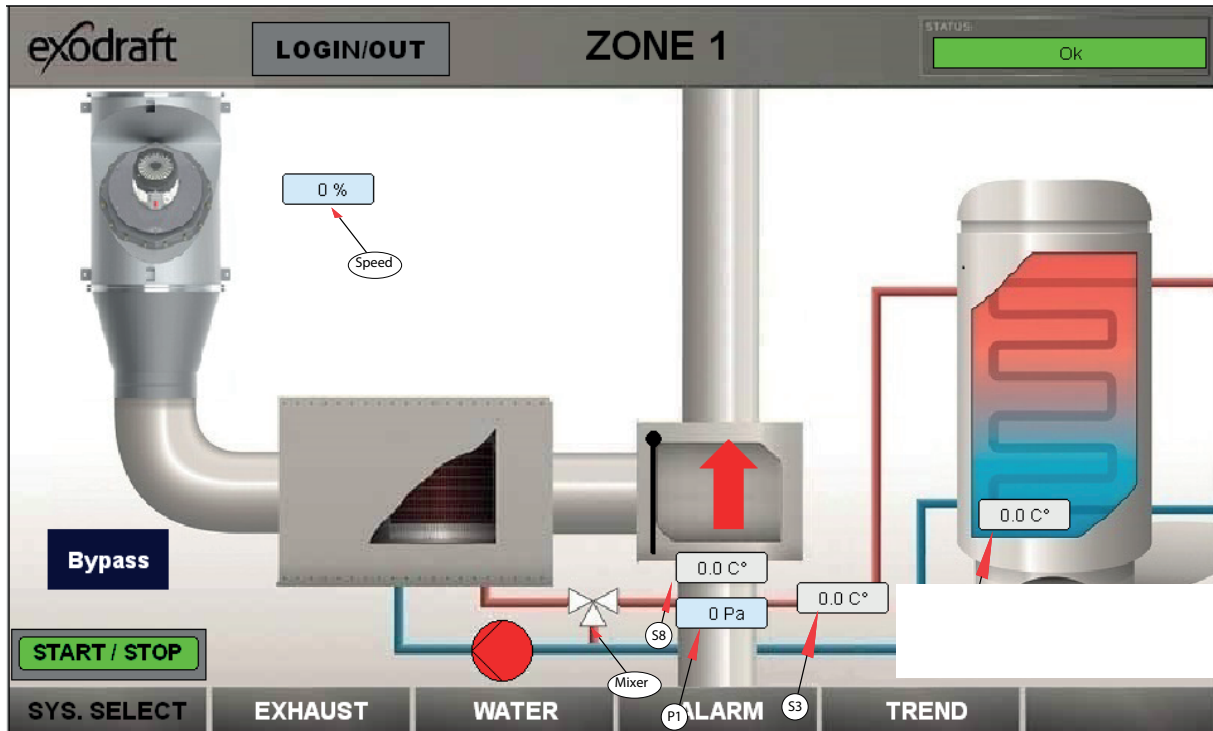 exodraft
LOGIN/OUT
ZONE 1
STATUS:
Ok
0 %
Speed
0.0 C°
Bypass
0.0 C°
0.0 C°
0 Pa
S8
START / STOP
Mixer
P1
S3
SYS. SELECT
EXHAUST
WATER
ALARM
TREND